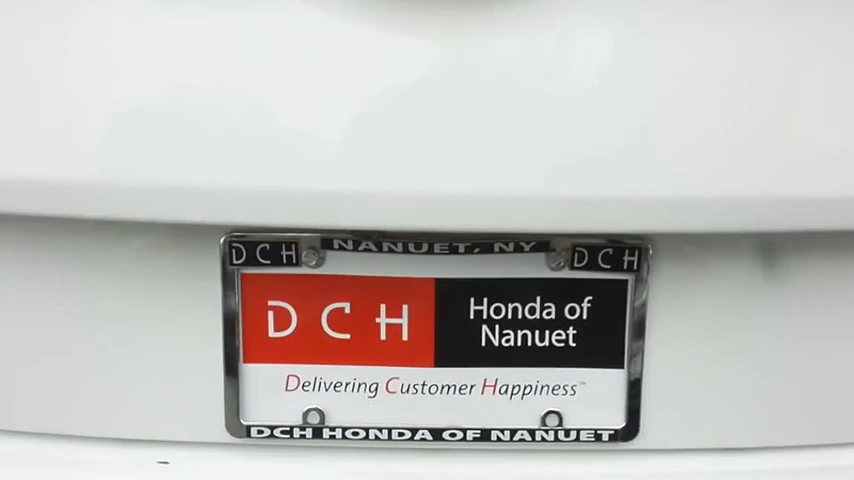 DCH NANUET, NY DCH
DCH Honda of
Nanuet
Delivering Customer Happiness™
DCH HONDA OF NANUET